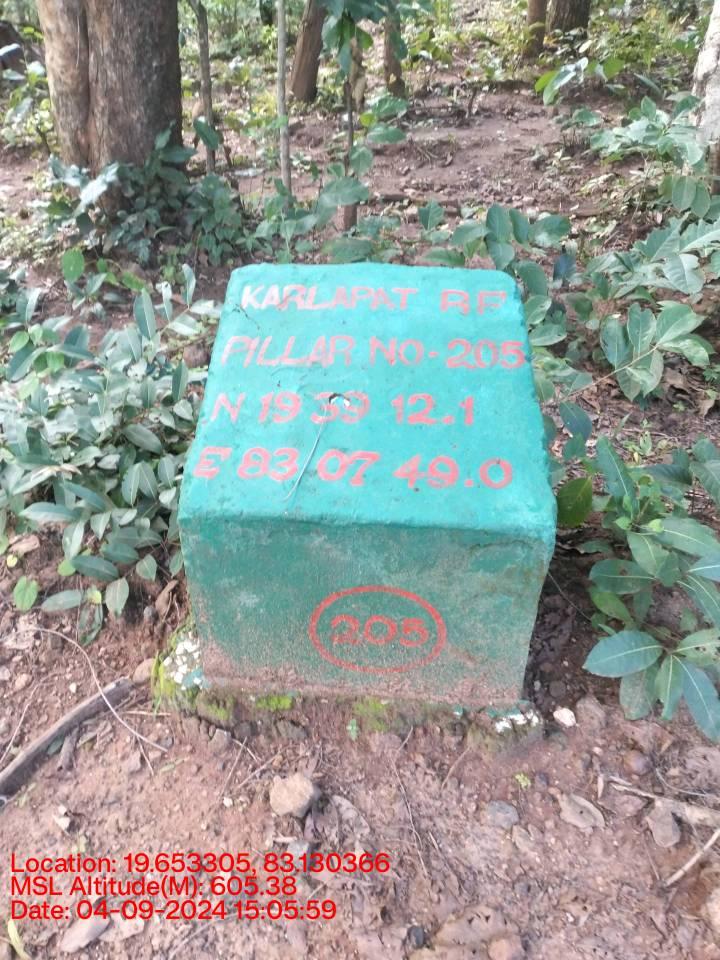 KARLAPAT RF
PILLAR NO-205
N 19 39 12.1
E 83 07 49.0
205
Location: 19.653305, 83.130366
MSL Altitude(M): 605.38
Date: 04-09-2024 15:05:59